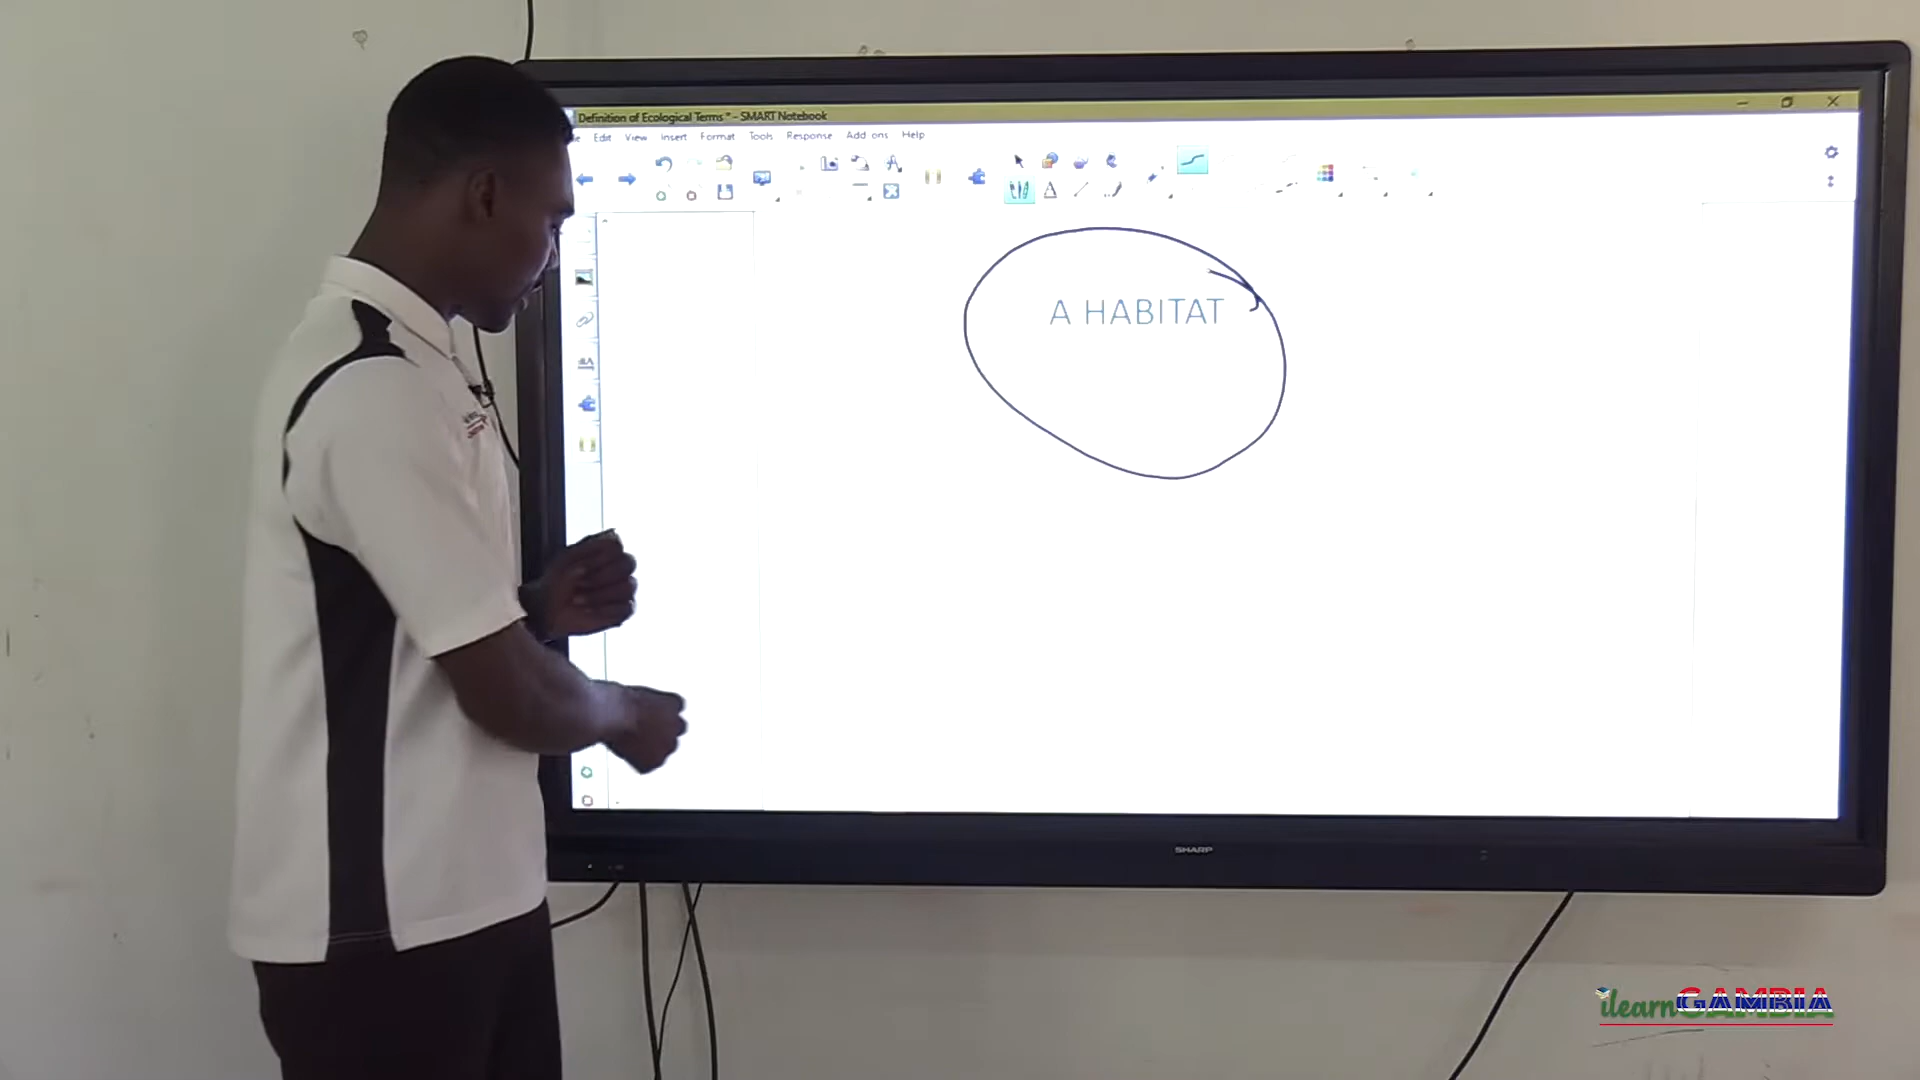 Definition of Ecological Terms * - SMART Notebook
Edit View Insert Format Tools Response Add ons Help
A HABITAT
SHARP
ilearnGAMBIA